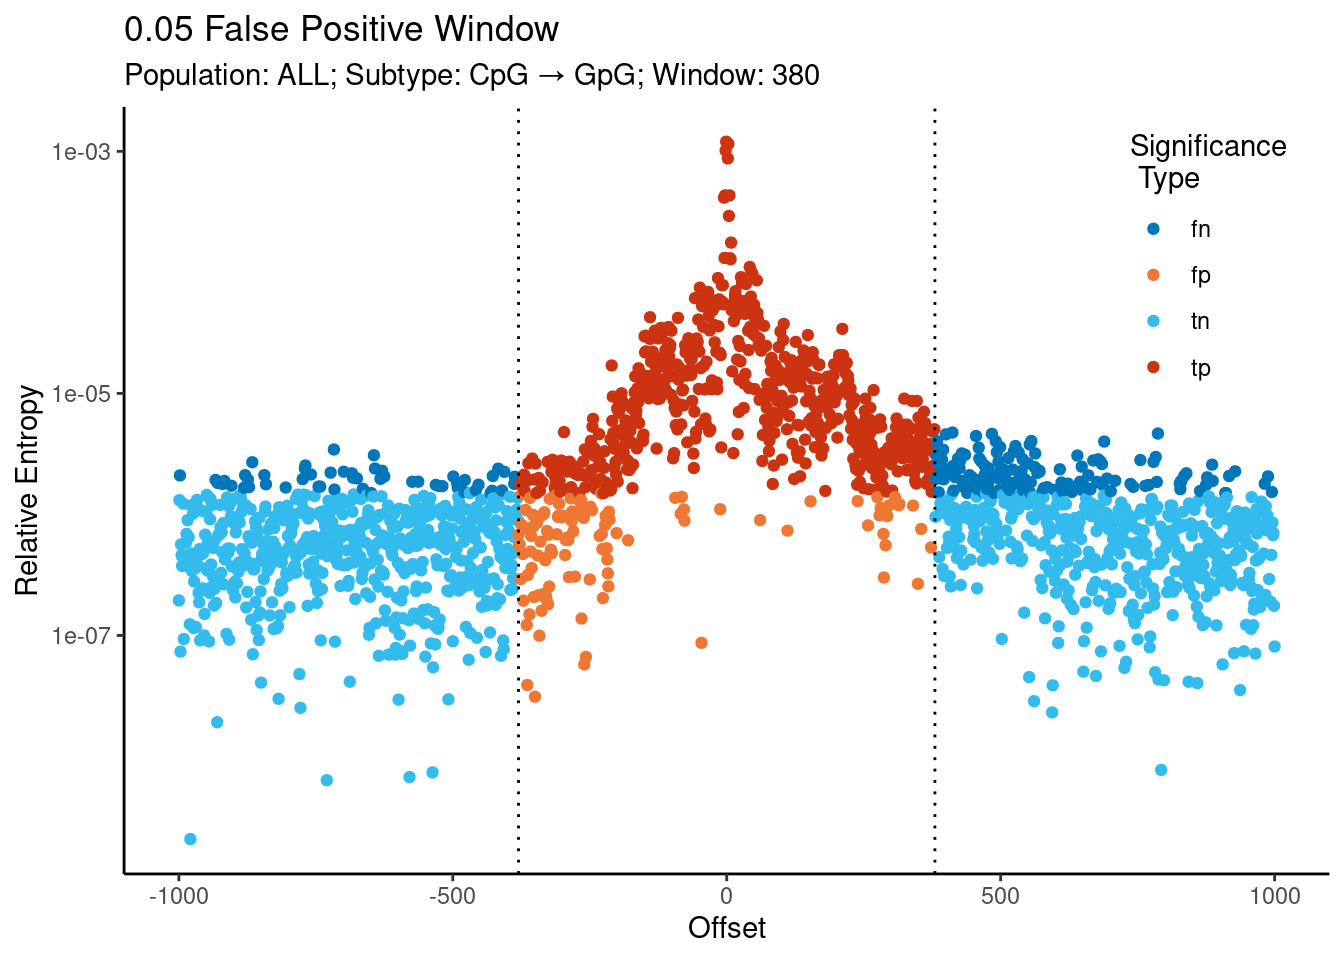 0.05 False Positive Window
Population: ALL; Subtype: CpG → GpG; Window: 380
Significance
Type
fn
fp
tn
tp
Relative Entropy
1e-03
1e-05
1e-07
-1000
-500
0
500
1000
Offset